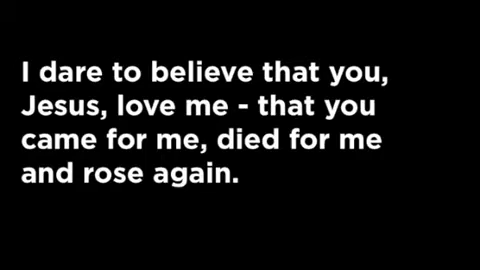 I dare to believe that you,
Jesus, love me - that you
came for me, died for me
and rose again.